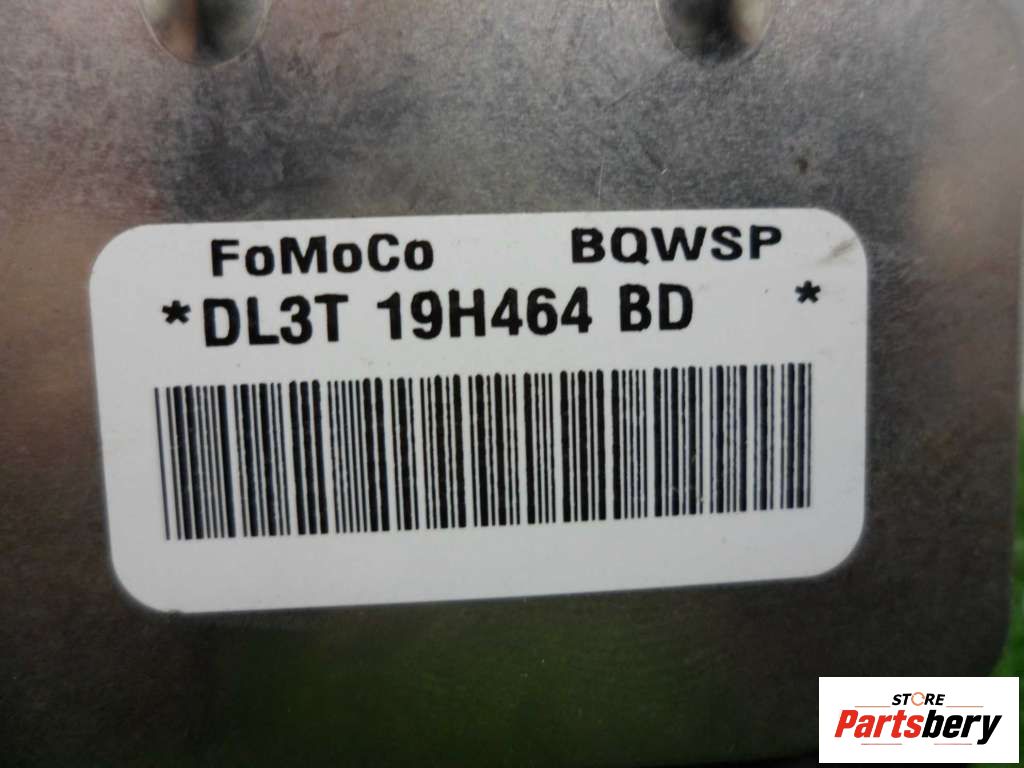 FoMoCo BQWSP
*DL3T 19H464 BD *
STORE
Partsbery